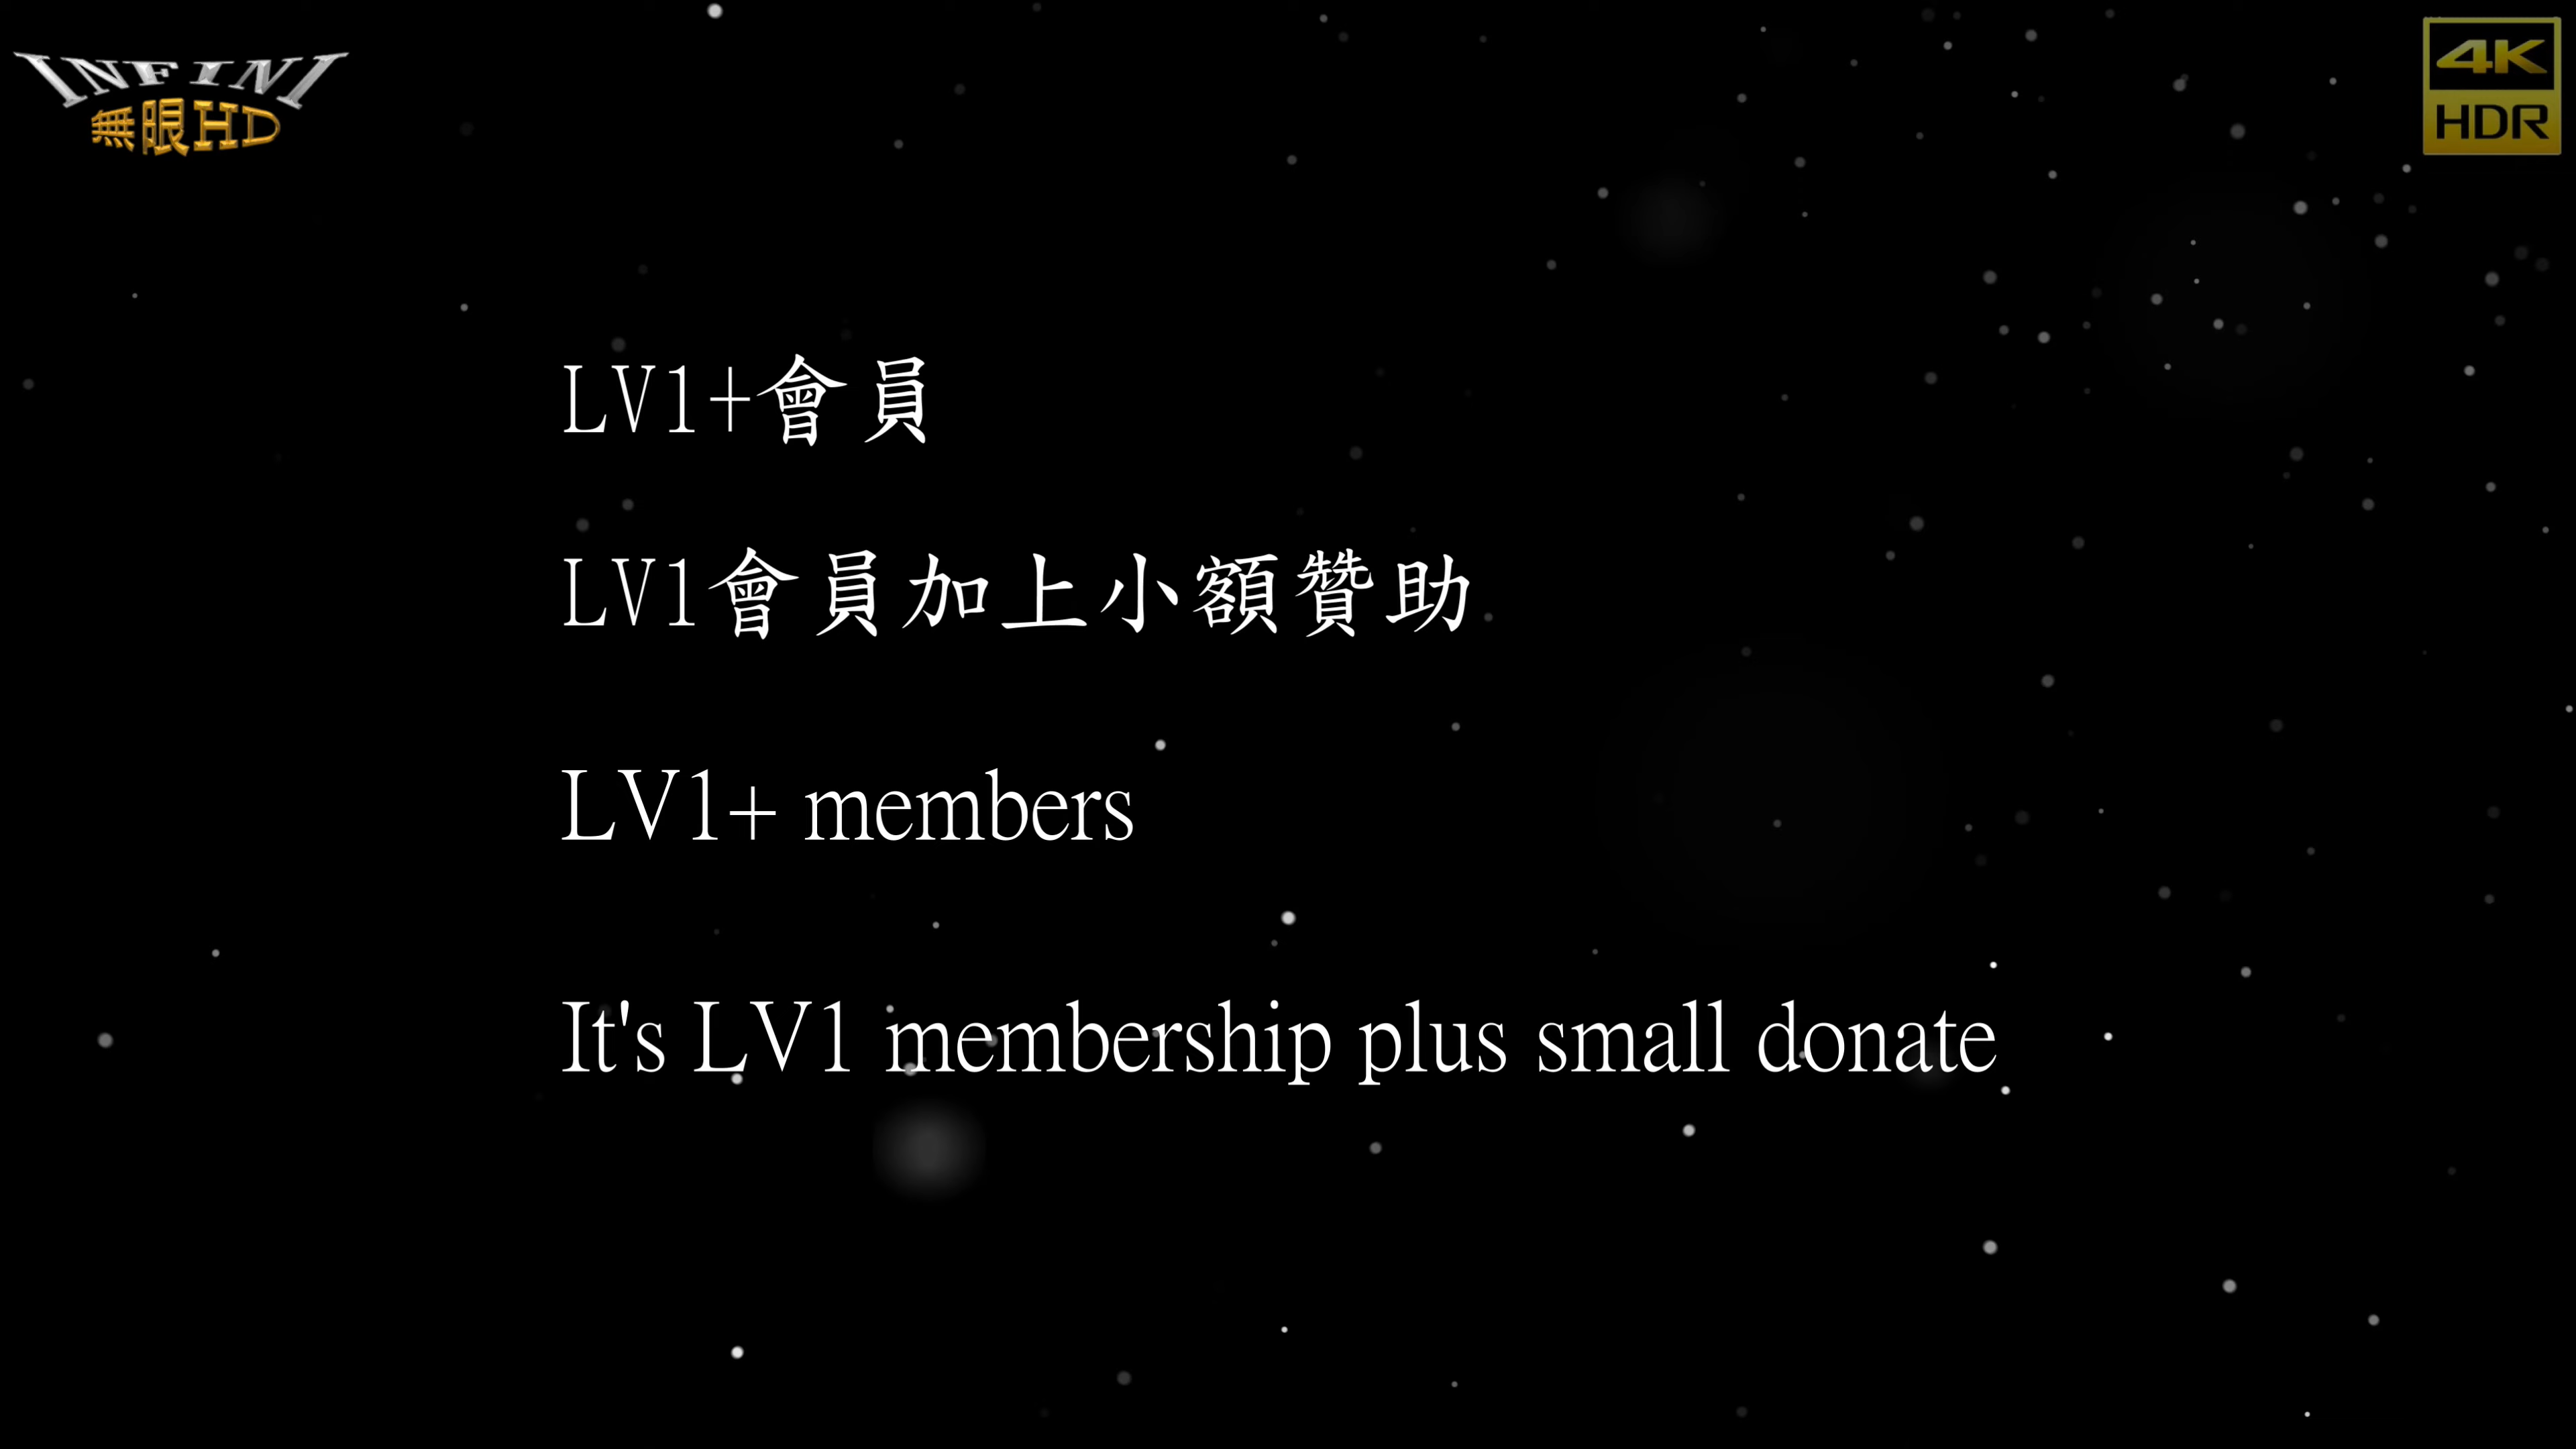 INFINI
無限HD
4K
HDR
LV1+會員
LV1會員加上小額贊助
LV1+ members
It's LV1 membership plus small donate